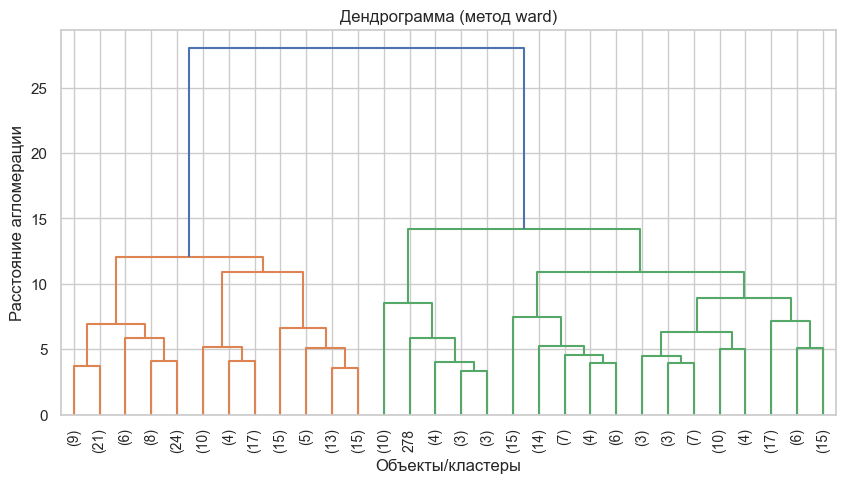 Дендрограмма (метод ward)
Расстояние агломерации
25
20
15
10
5
0
(9) (21) (6) (8) (24) (10) (4) (17) (15) (5) (13) (15) (10) 278 (4) (3) (3) (15) (14) (7) (4) (6) (3) (3) (7) (10) (4) (17) (6) (15)
Объекты/кластеры